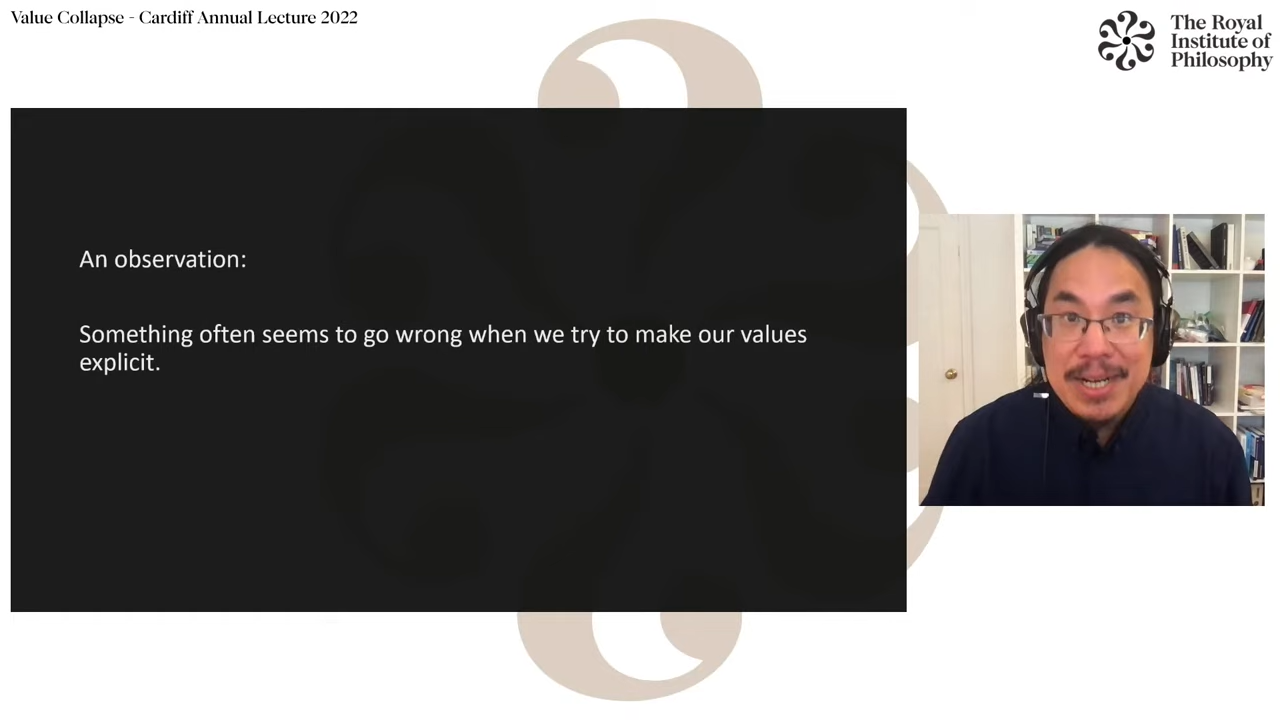 Value Collapse - Cardiff Annual Lecture 2022
The Royal
Institute of
Philosophy
An observation:
Something often seems to go wrong when we try to make our values
explicit.